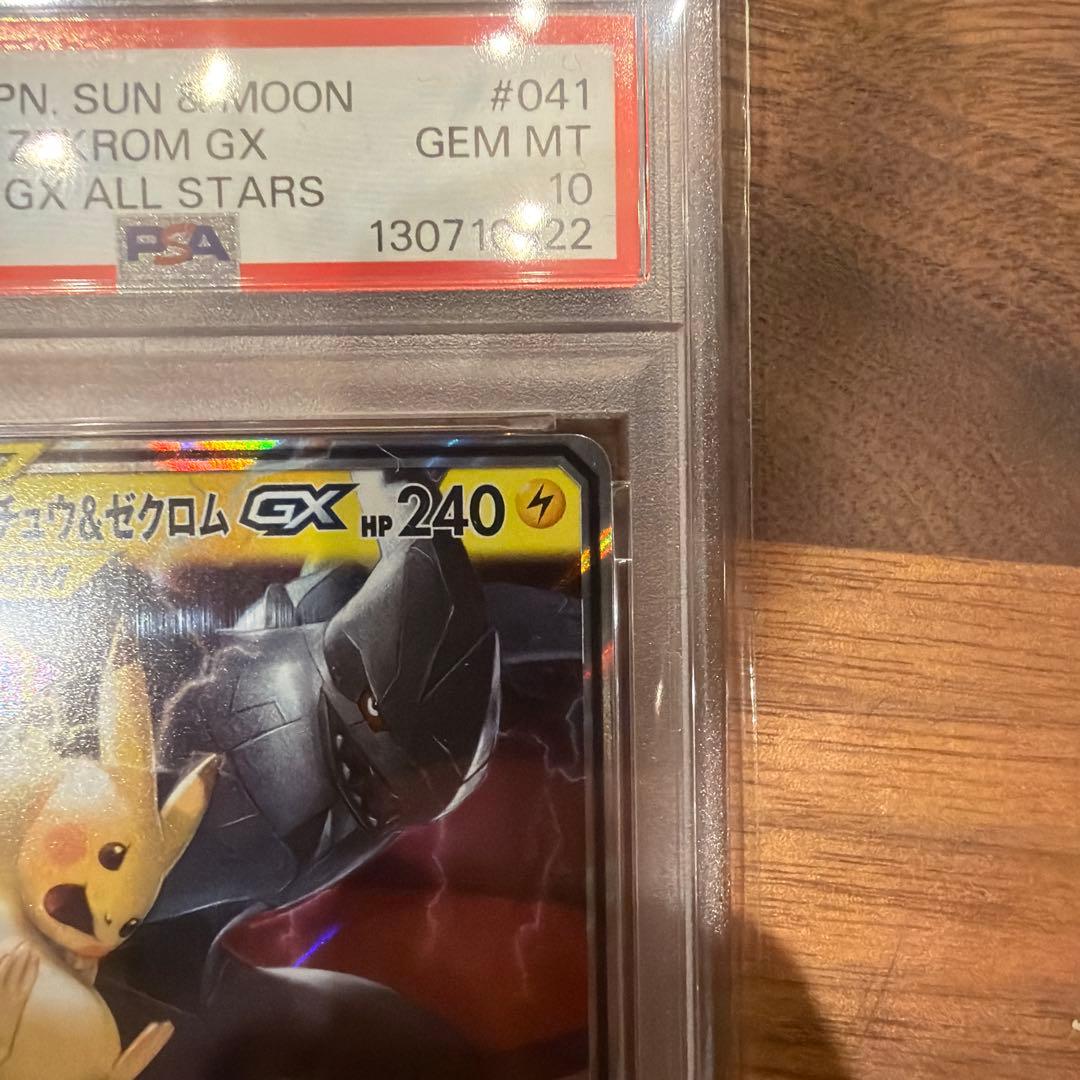 PN. SUN & MOON #041
ZEKROM GX GEM MT
GX ALL STARS 10
PSA
チュウ&ゼクロム GX HP 240